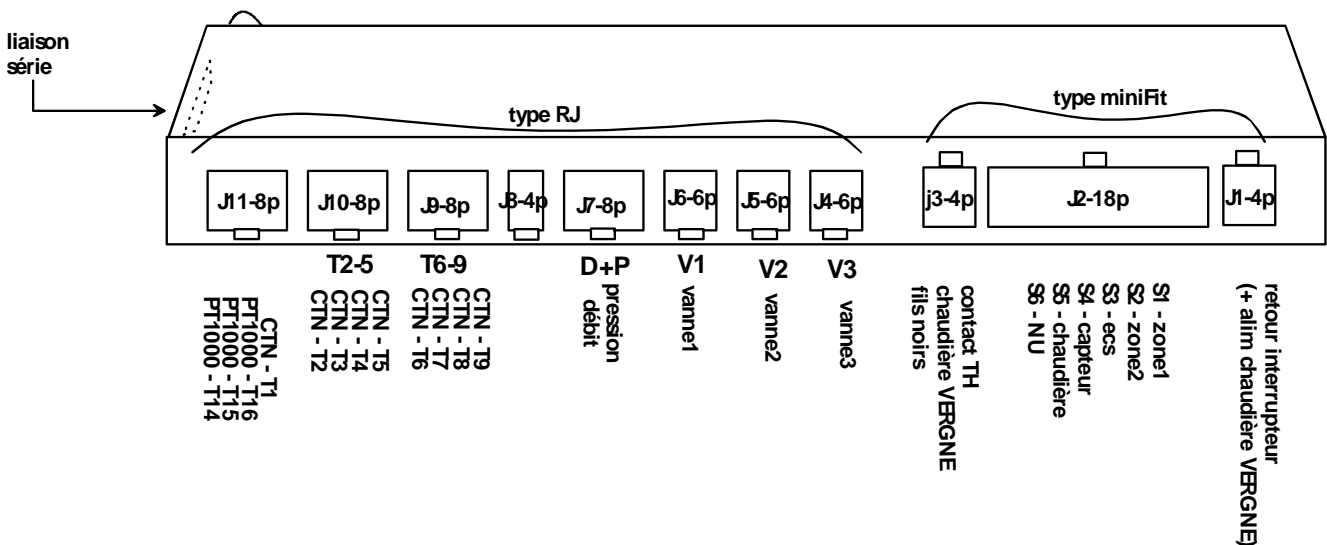 liaison
série
type RJ
type miniFit
J11-8p
J10-8p
J9-8p
J8-4p
J7-8p
J6-6p
J5-6p
J4-6p
j3-4p
J2-18p
J1-4p
T2-5
T6-9
D+P
V1
V2
V3
CTN - T1
PT1000 - T16
PT1000 - T15
PT1000 - T14
CTN - T5
CTN - T4
CTN - T3
CTN - T2
CTN - T9
CTN - T8
CTN - T7
CTN - T6
pression
débit
vanne1
vanne2
vanne3
contact TH
chaudière VERGNE
fils noirs
S1 - zone1
S2 - zone2
S3 - ecs
S4 - capteur
S5 - chaudière
S6 - NU
retour interrupteur
(+ alim chaudière VERGNE)